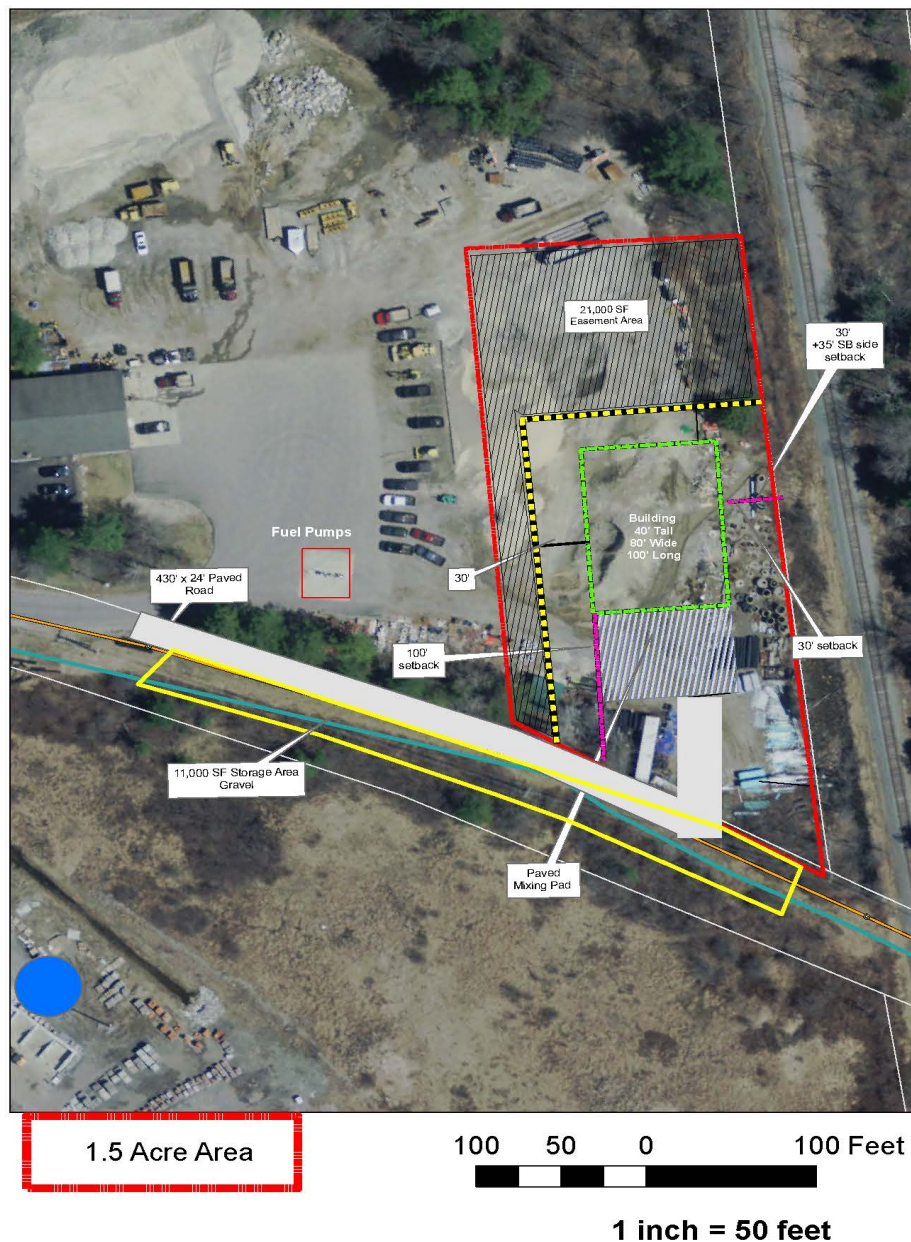 21,000 SF
Easement Area
30'
+35' SB side
setback
Building
40' Tall
80' Wide
100' Long
Fuel Pumps
30'
430' x 24' Paved
Road
100'
setback
30' setback
11,000 SF Storage Area
Gravel
Paved
Mixing Pad
1.5 Acre Area
100 50 0 100 Feet
1 inch = 50 feet